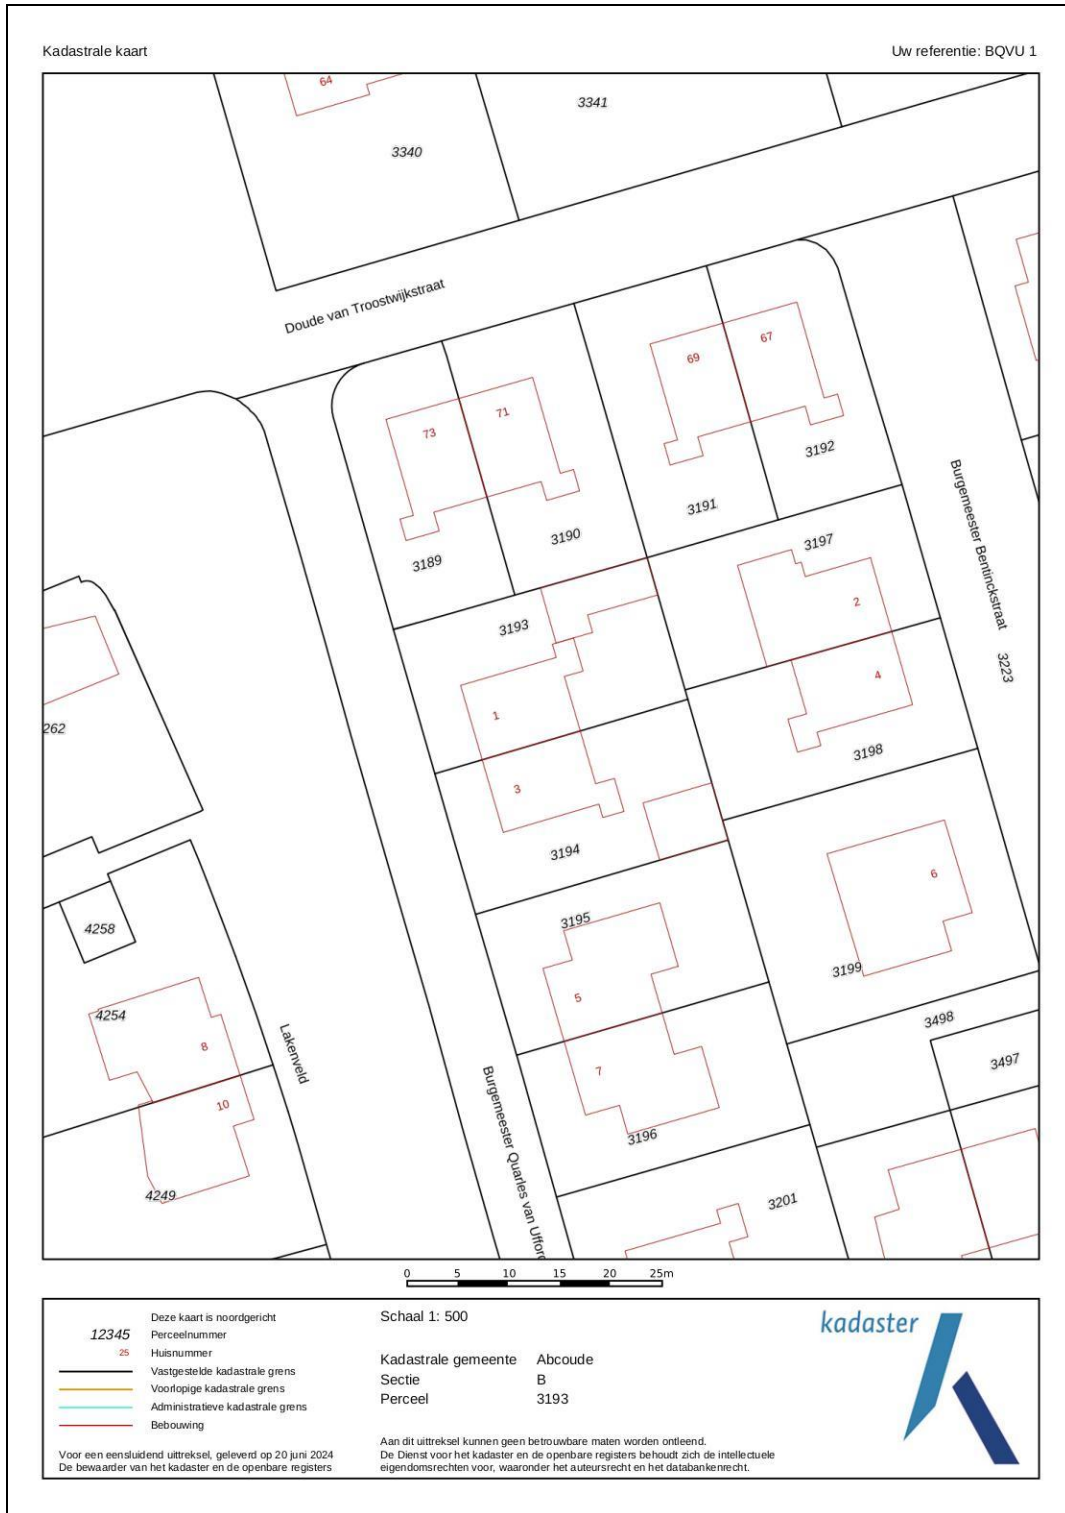 Kadastrale kaart
Uw referentie: BQVU 1
64
3341
3340
Doude van Troostwijkstraat
67
69
71
73
3192
3191
3190
3189
3197
3193
2
Burgemeester Bentinckstraat
3223
4
1
262
3198
3
3194
6
3195
4258
3199
5
4254
3498
8
Lakenveld
3497
7
10
Burgemeester Quarles van Uffor
3196
4249
3201
0 5 10 15 20 25m
Deze kaart is noordgericht
12345 Perceelnummer
25 Huisnummer
Vastgestelde kadastrale grens
Voorlopige kadastrale grens
Administratieve kadastrale grens
Bebouwing
Voor een eensluidend uittreksel, geleverd op 20 juni 2024
De bewaarder van het kadaster en de openbare registers
Schaal 1: 500
Kadastrale gemeente Abcoude
Sectie B
Perceel 3193
Aan dit uittreksel kunnen geen betrouwbare maten worden ontleend.
De Dienst voor het kadaster en de openbare registers behoudt zich de intellectuele
eigendomsrechten voor, waaronder het auteursrecht en het databankenrecht.
kadaster